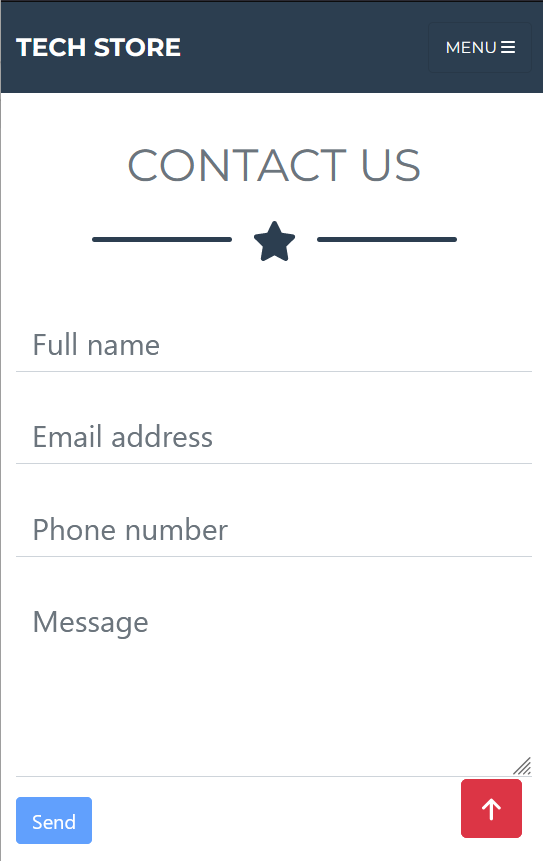 TECH STORE
MENU
CONTACT US
Full name
Email address
Phone number
Message
Send